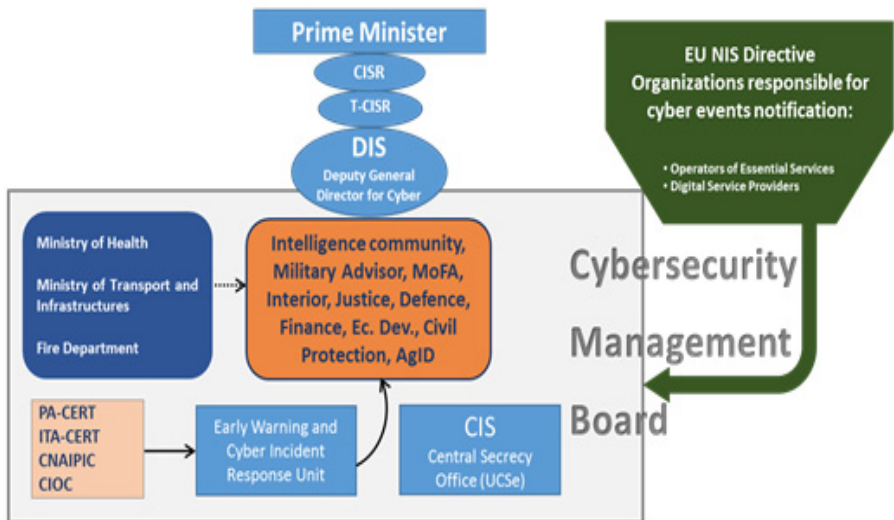 Prime Minister
CISR
T-CISR
DIS
Deputy General
Director for Cyber
EU NIS Directive
Organizations responsible for
cyber events notification:
• Operators of Essential Services
• Digital Service Providers
Ministry of Health
Ministry of Transport and
Infrastructures
Fire Department
Intelligence community,
Military Advisor, MoFA,
Interior, Justice, Defence,
Finance, Ec. Dev., Civil
Protection, AgID
Cybersecurity
Management
Board
PA-CERT
ITA-CERT
CNAIPIC
CIOC
Early Warning and
Cyber Incident
Response Unit
CIS
Central Secrecy
Office (UCSe)